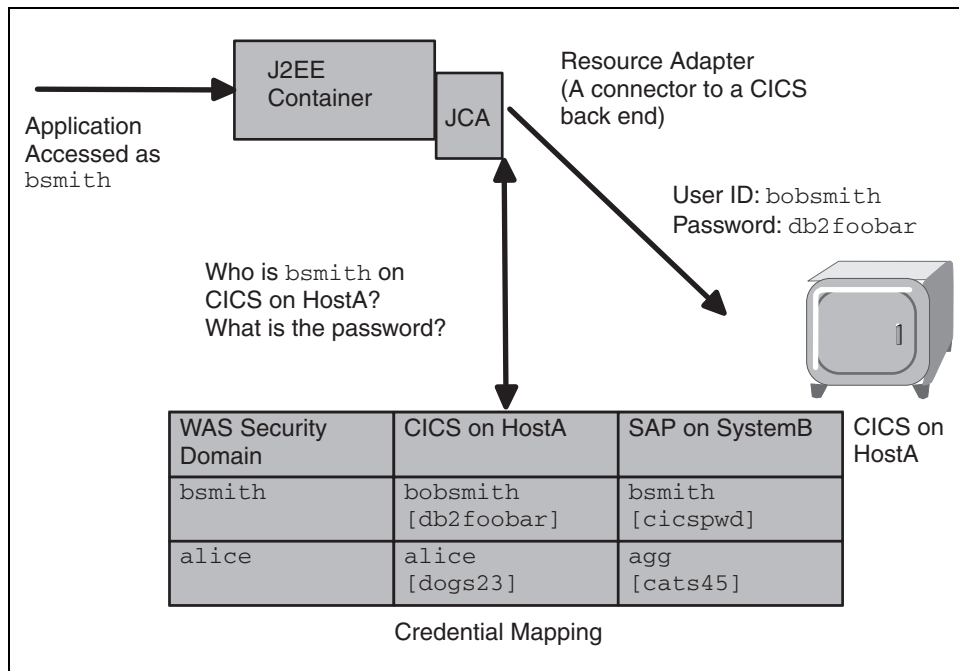 J2EE
Container
JCA
Resource Adapter
(A connector to a CICS
back end)
Application
Accessed as
bsmith
User ID: bobsmith
Password: db2foobar
Who is bsmith on
CICS on HostA?
What is the password?
WAS Security
Domain
CICS on HostA
SAP on SystemB
CICS on
HostA
bsmith
bobsmith
[db2foobar]
bsmith
[cicspwd]
alice
alice
[dogs23]
agg
[cats45]
Credential Mapping